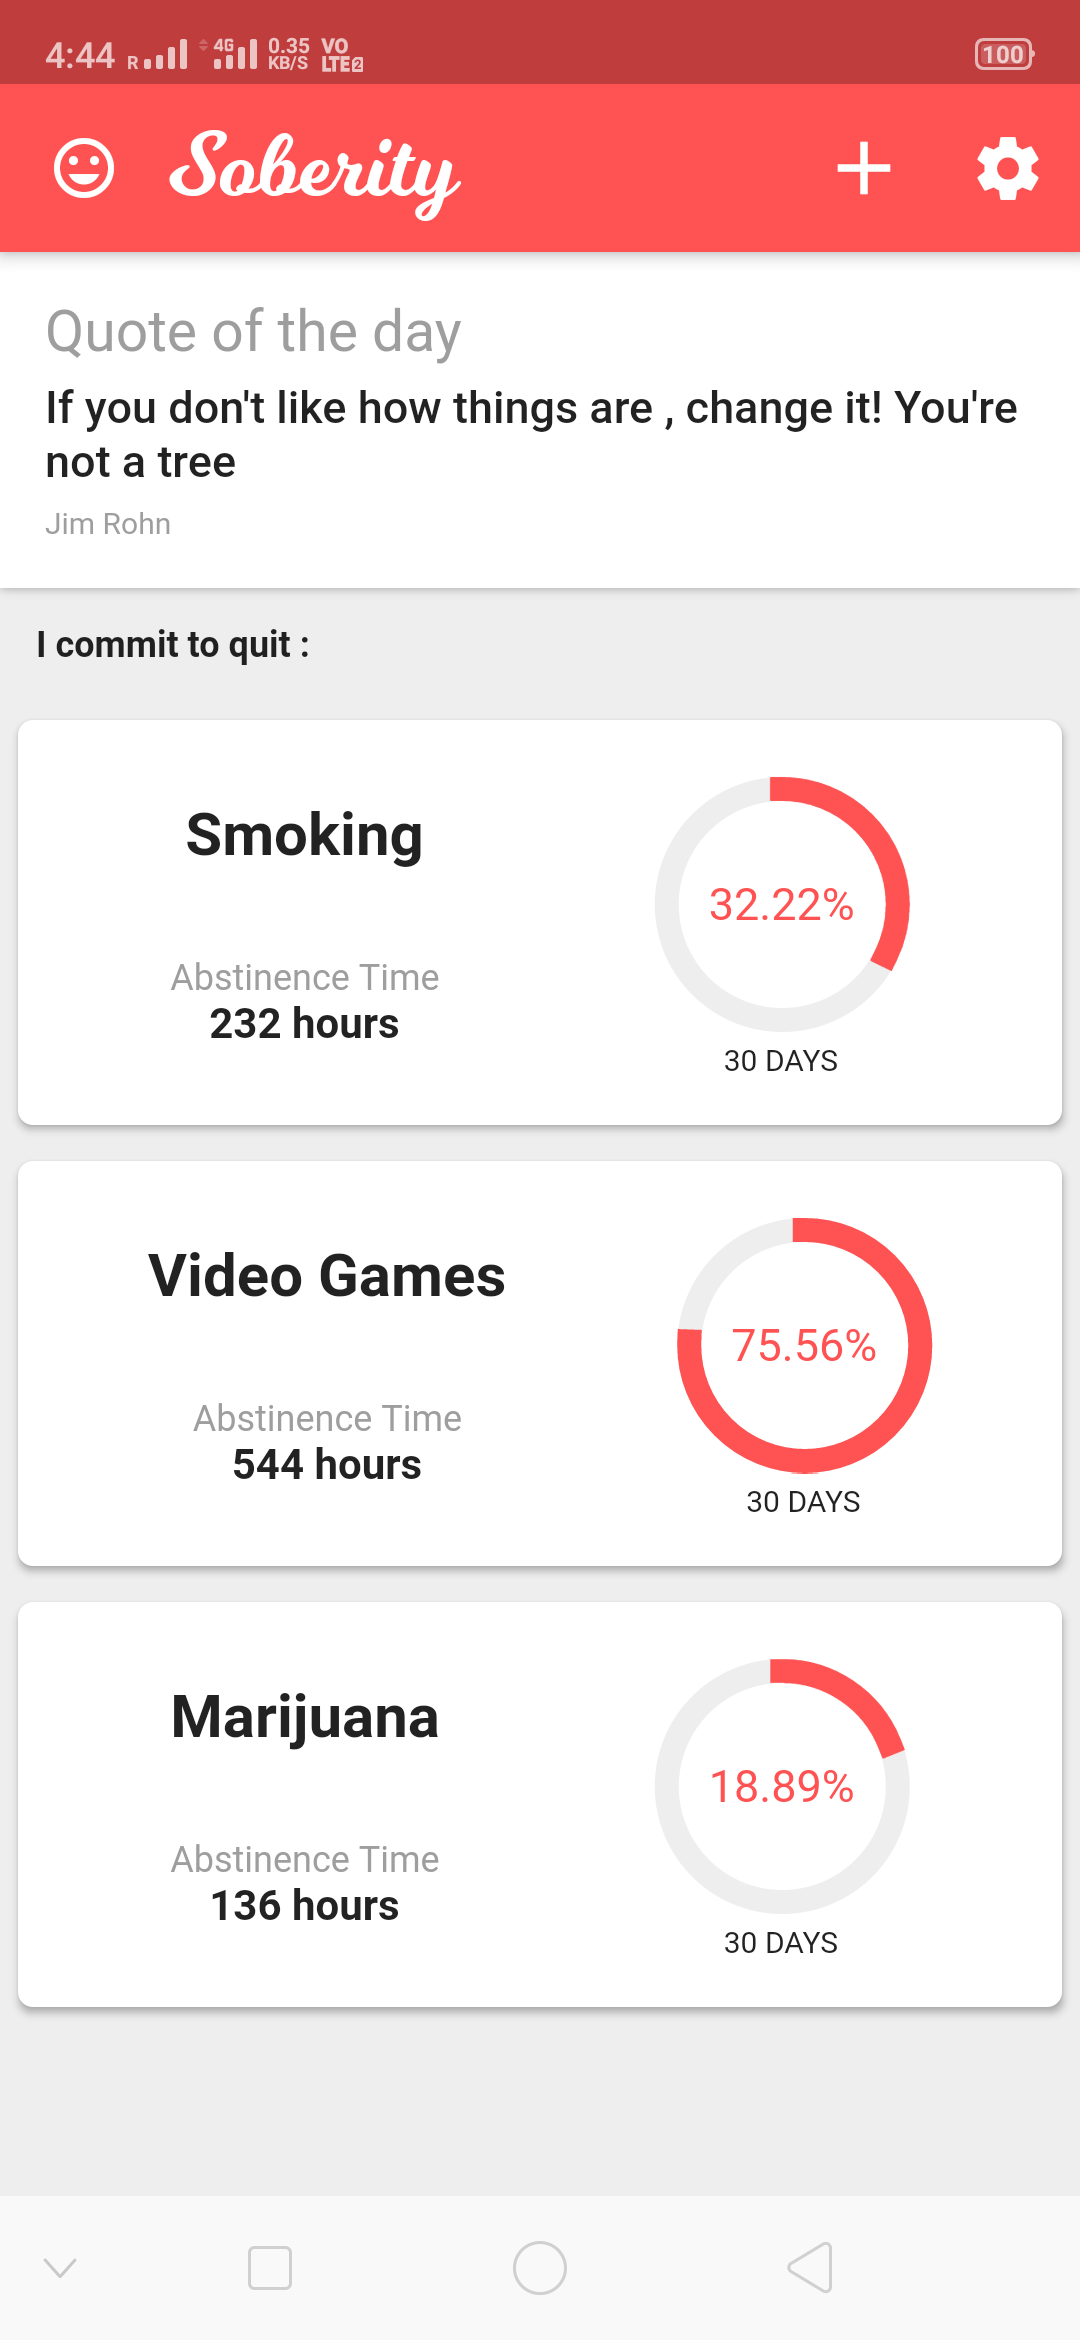 4:44 R 4G 0.35 KB/S VO LTE 2 100
Soberity
Quote of the day
If you don't like how things are , change it! You're
not a tree
Jim Rohn
I commit to quit :
Smoking
32.22%
Abstinence Time
232 hours
30 DAYS
Video Games
75.56%
Abstinence Time
544 hours
30 DAYS
Marijuana
18.89%
Abstinence Time
136 hours
30 DAYS